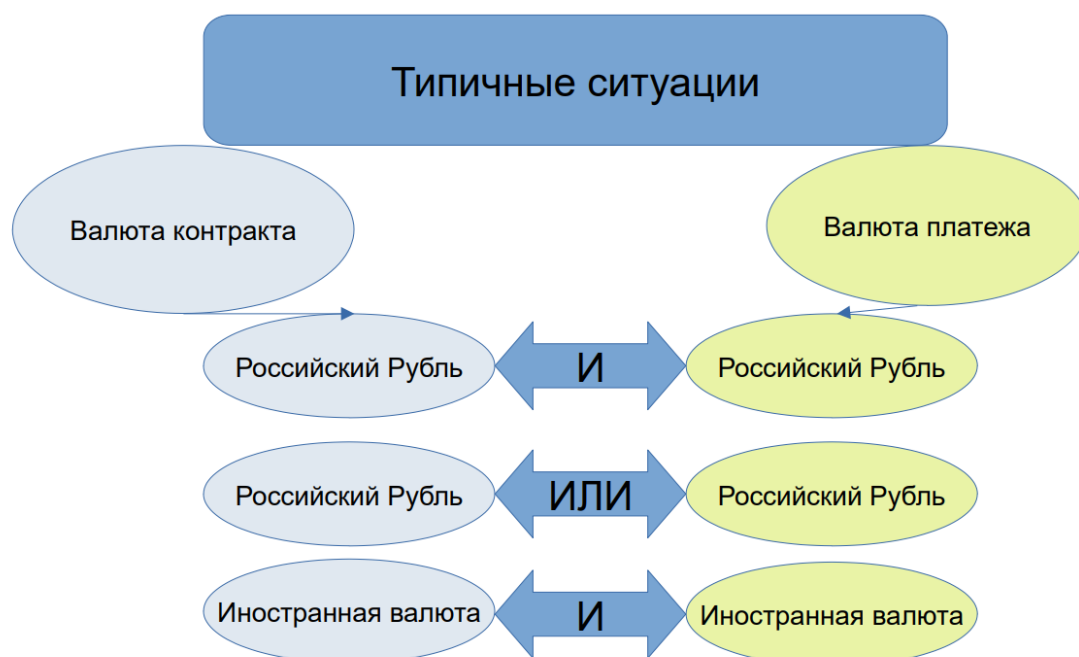 Типичные ситуации
Валюта контракта
Валюта платежа
Российский Рубль
И
Российский Рубль
Российский Рубль
ИЛИ
Российский Рубль
Иностранная валюта
И
Иностранная валюта